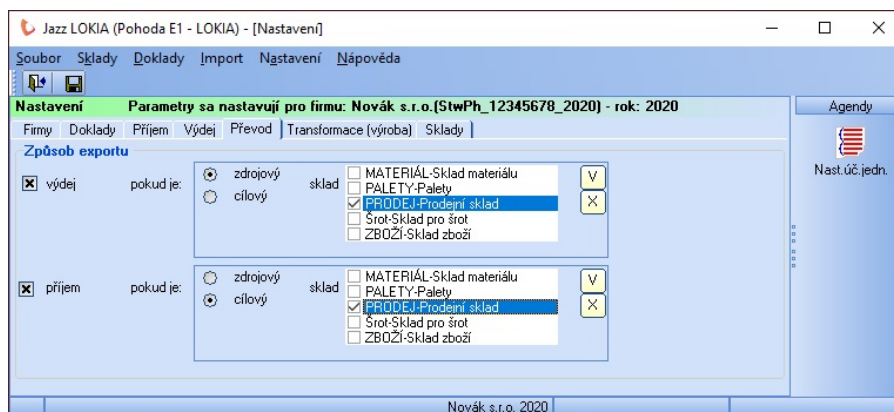 Jazz LOKIA (Pohoda E1 - LOKIA) - [Nastavení]
Soubor Sklady Doklady Import Nastavení Nápověda
Nastavení Parametry sa nastavují pro firmu: Novák s.r.o.(StwPh_12345678_2020) - rok: 2020 Agendy
Firmy Doklady Příjem Výdej Převod Transformace (výroba) Sklady
Způsob exportu
Nast.úč.jedn.
výdej pokud je: zdrojový sklad MATERIÁL-Sklad materiálu V
PALETY-Palety
cílový PRODEJ-Prodejní sklad X
Šrot-Sklad pro šrot
ZBOŽÍ-Sklad zboží
příjem pokud je: zdrojový sklad MATERIÁL-Sklad materiálu V
PALETY-Palety
cílový PRODEJ-Prodejní sklad X
Šrot-Sklad pro šrot
ZBOŽÍ-Sklad zboží
Novák s.r.o. 2020